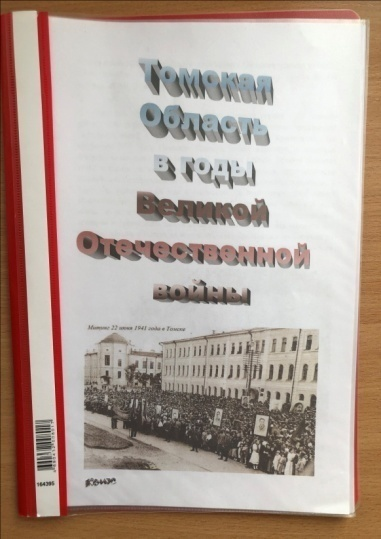 Томская
Область
в годы
Великой
Отечественной
войны
Митинг 22 июня 1941 года в Томске
164395